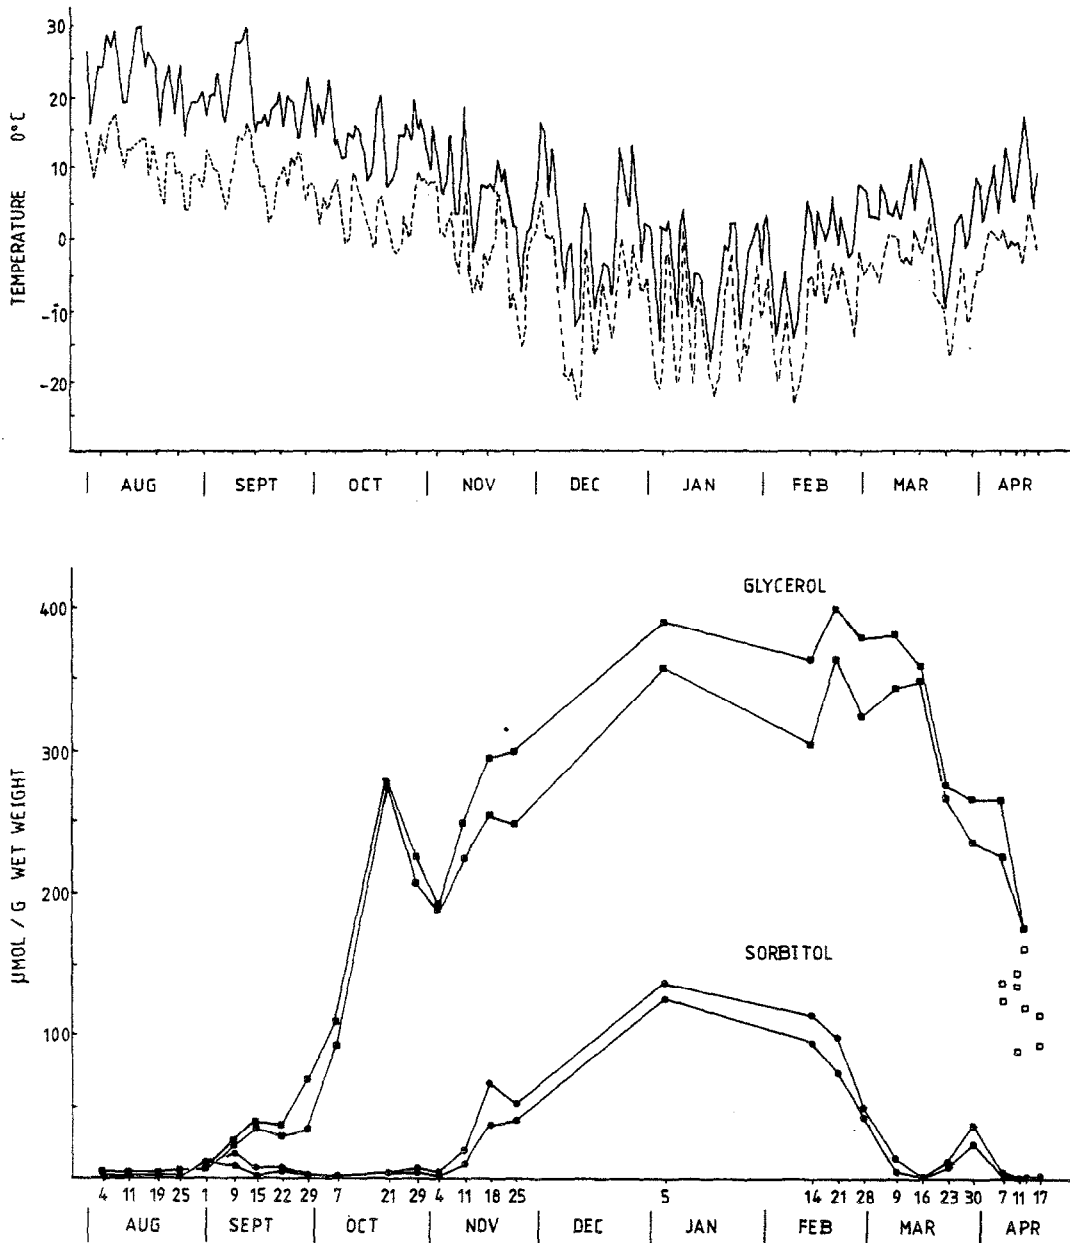 30
20
10
0
-10
-20
TEMPERATURE 0°C
AUG SEPT OCT NOV DEC JAN FEB MAR APR
GLYCEROL
400
300
200
100
µMOL / G WET WEIGHT
SORBITOL
4 11 19 25 1 9 15 22 29 7 21 29 4 11 18 25 5 14 21 28 9 16 23 30 7 11 17
AUG SEPT OCT NOV DEC JAN FEB MAR APR